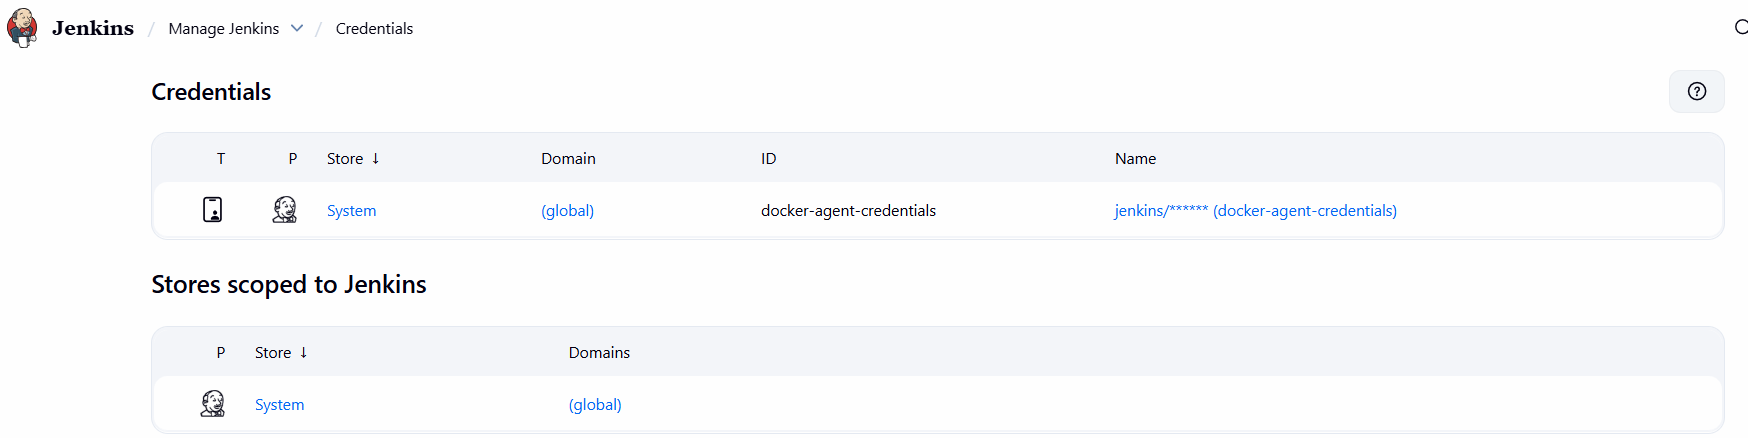 Jenkins / Manage Jenkins / Credentials
Credentials
T P Store ↓ Domain ID Name
System (global) docker-agent-credentials jenkins/****** (docker-agent-credentials)
Stores scoped to Jenkins
P Store ↓ Domains
System (global)